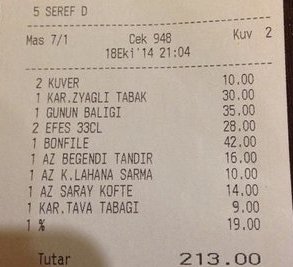 5 SEREF D
Mas 7/1 Cek 948 Kuv 2
18Eki'14 21:04
2 KUVER 10.00
1 KAR.ZYAGLI TABAK 30.00
1 GUNUN BALIGI 35.00
2 EFES 33CL 28.00
1 BONFILE 42.00
1 AZ BEGENDI TANDIR 16.00
1 AZ K.LAHANA SARMA 10.00
1 AZ SARAY KOFTE 14.00
1 KAR.TAVA TABAGI 9.00
1 % 19.00
Tutar 213.00